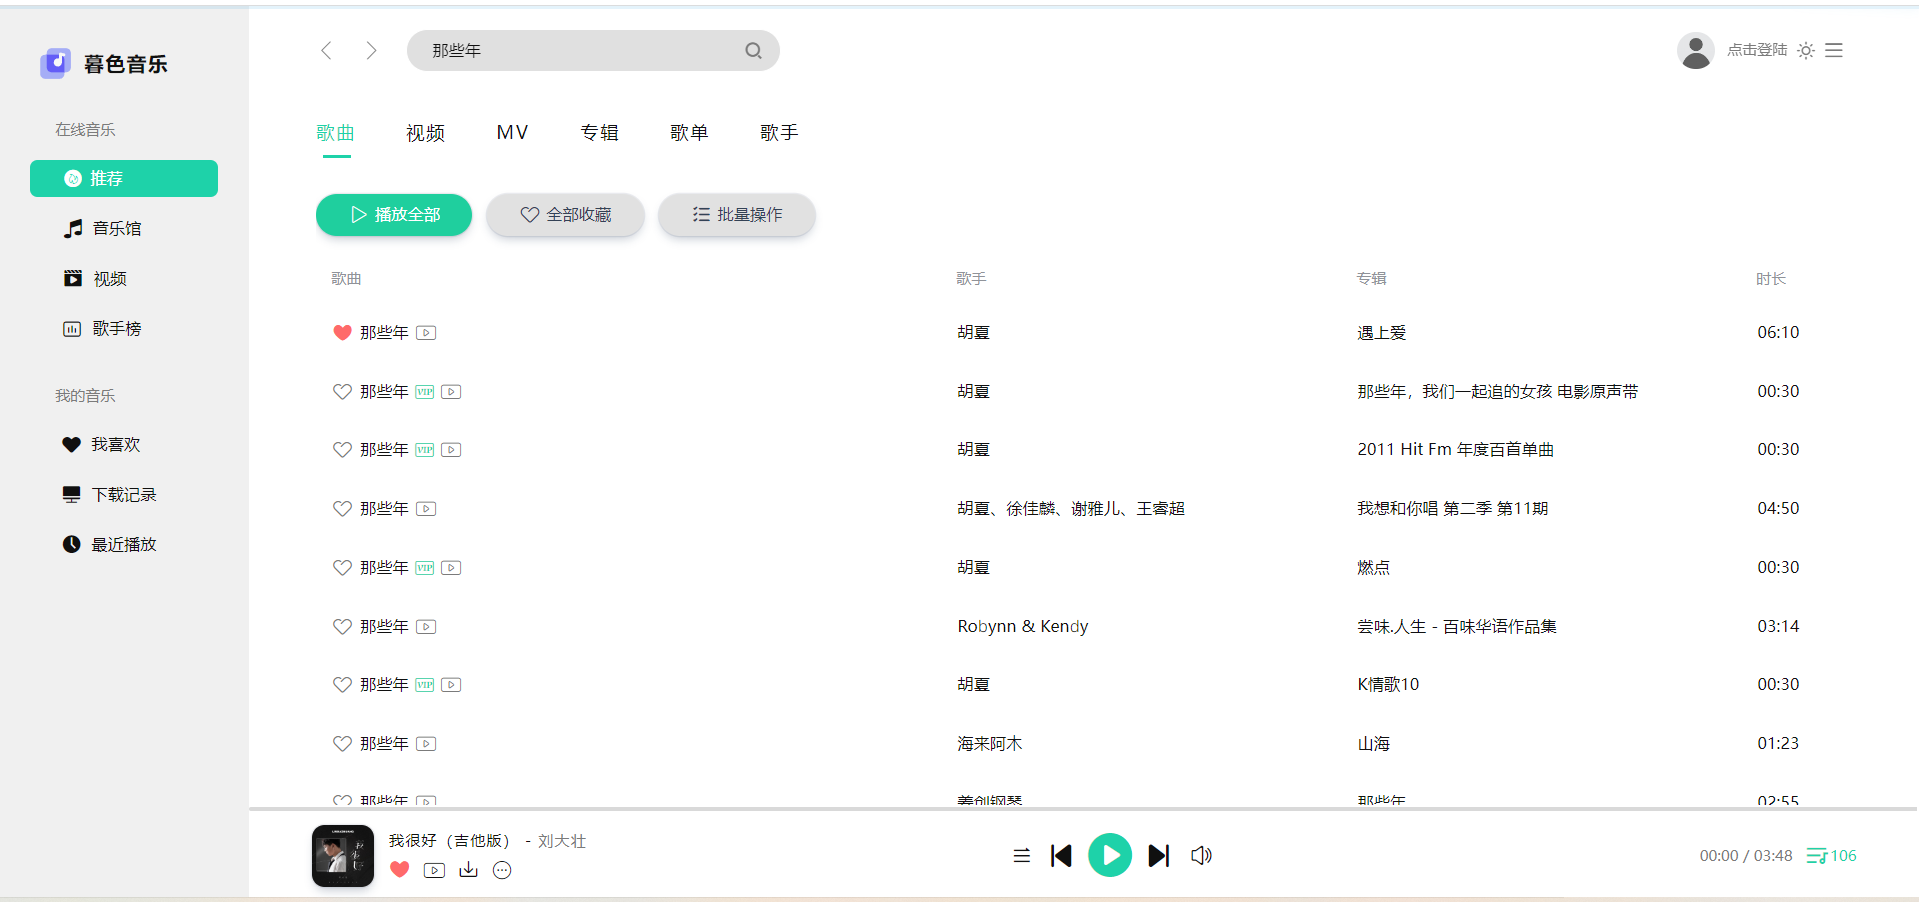 暮色音乐
在线音乐
推荐
音乐馆
视频
歌手榜
我的音乐
我喜欢
下载记录
最近播放
那些年
点击登陆
歌曲 视频 MV 专辑 歌单 歌手
播放全部 全部收藏 批量操作
歌曲 歌手 专辑 时长
那些年 胡夏 遇上爱 06:10
那些年 VIP 胡夏 那些年，我们一起追的女孩 电影原声带 00:30
那些年 VIP 胡夏 2011 Hit Fm 年度百首单曲 00:30
那些年 胡夏、徐佳麟、谢雅儿、王睿超 我想和你唱 第二季 第11期 04:50
那些年 VIP 胡夏 燃点 00:30
那些年 Robynn & Kendy 尝味.人生 - 百味华语作品集 03:14
那些年 VIP 胡夏 K情歌10 00:30
那些年 海来阿木 山海 01:23
那些年 那些年 02:55
我很好（吉他版） - 刘大壮
00:00 / 03:48 106